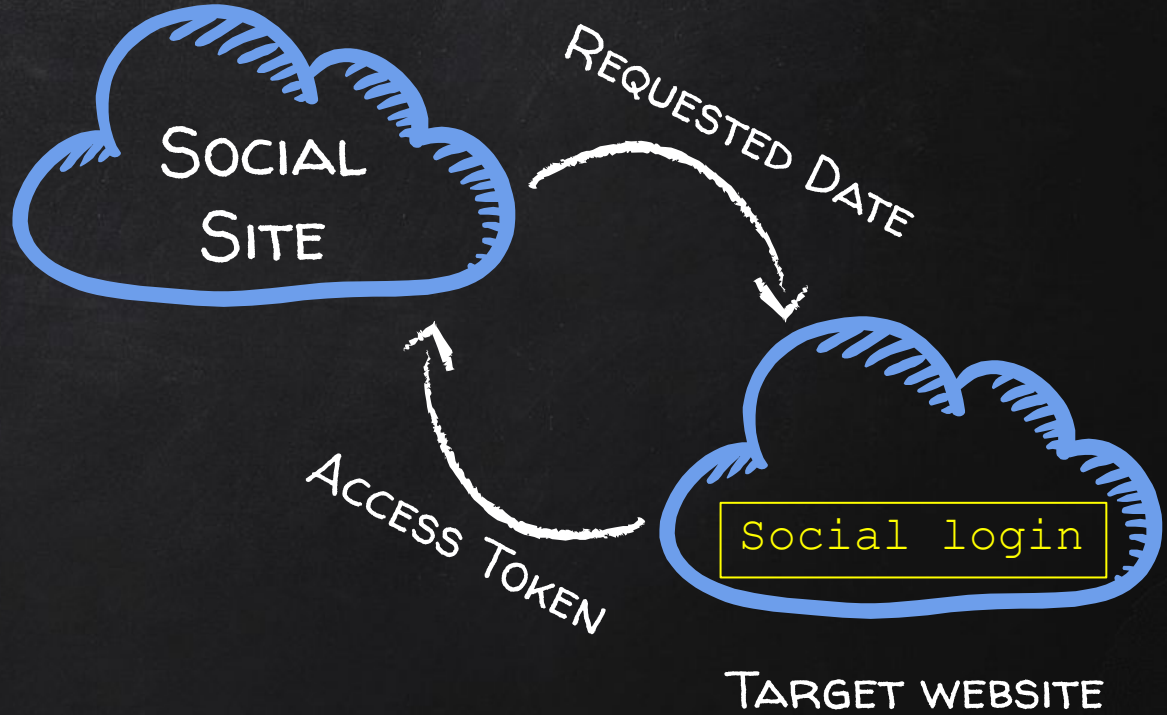 Social
Site
Requested Date
Access Token
Social login
Target website